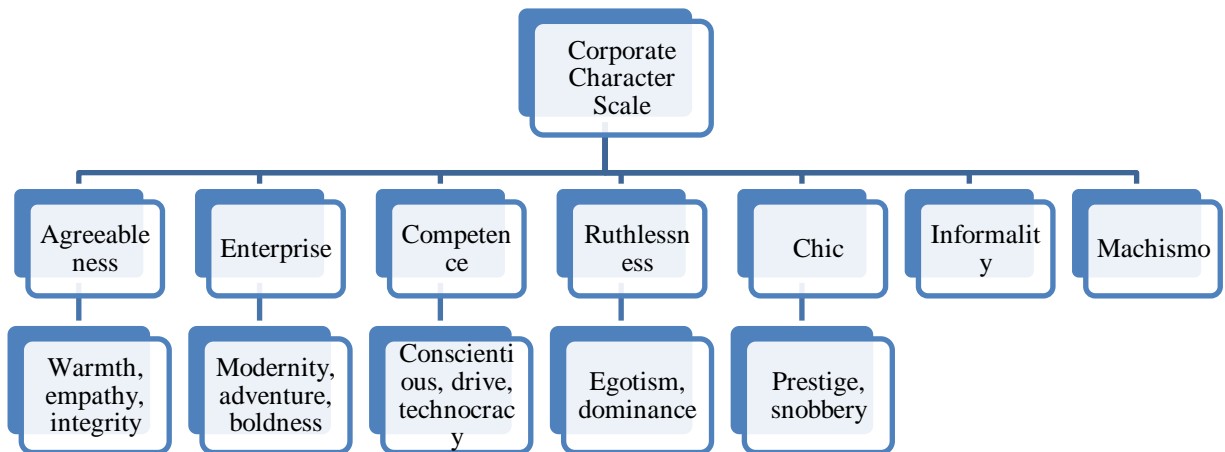 Corporate
Character
Scale
Agreeable
ness
Enterprise
Competen
ce
Ruthlessn
ess
Chic
Informalit
y
Machismo
Warmth,
empathy,
integrity
Modernity,
adventure,
boldness
Conscienti
ous, drive,
technocrac
y
Egotism,
dominance
Prestige,
snobbery